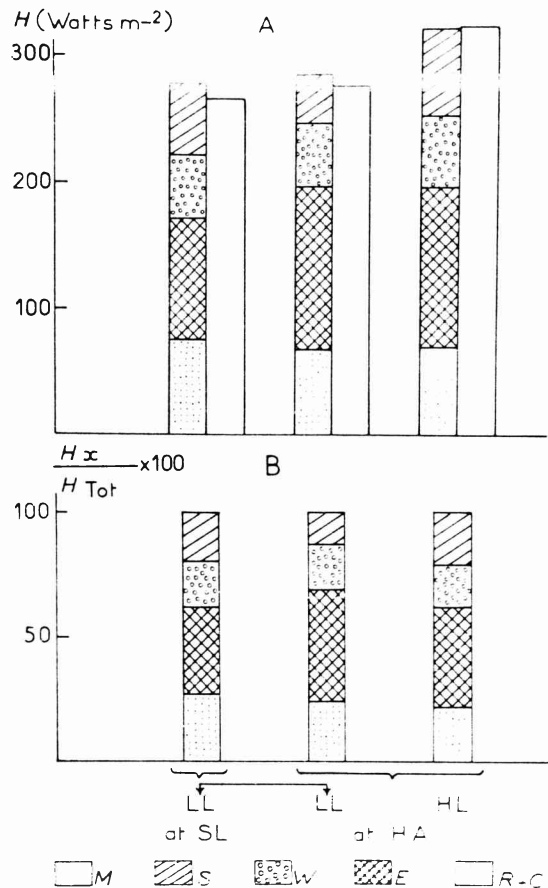 H (Watts m-2)
A
300
200
100
Hx
x100
H Tot
B
100
50
LL LL HL
at SL at HA
M S W E R-C